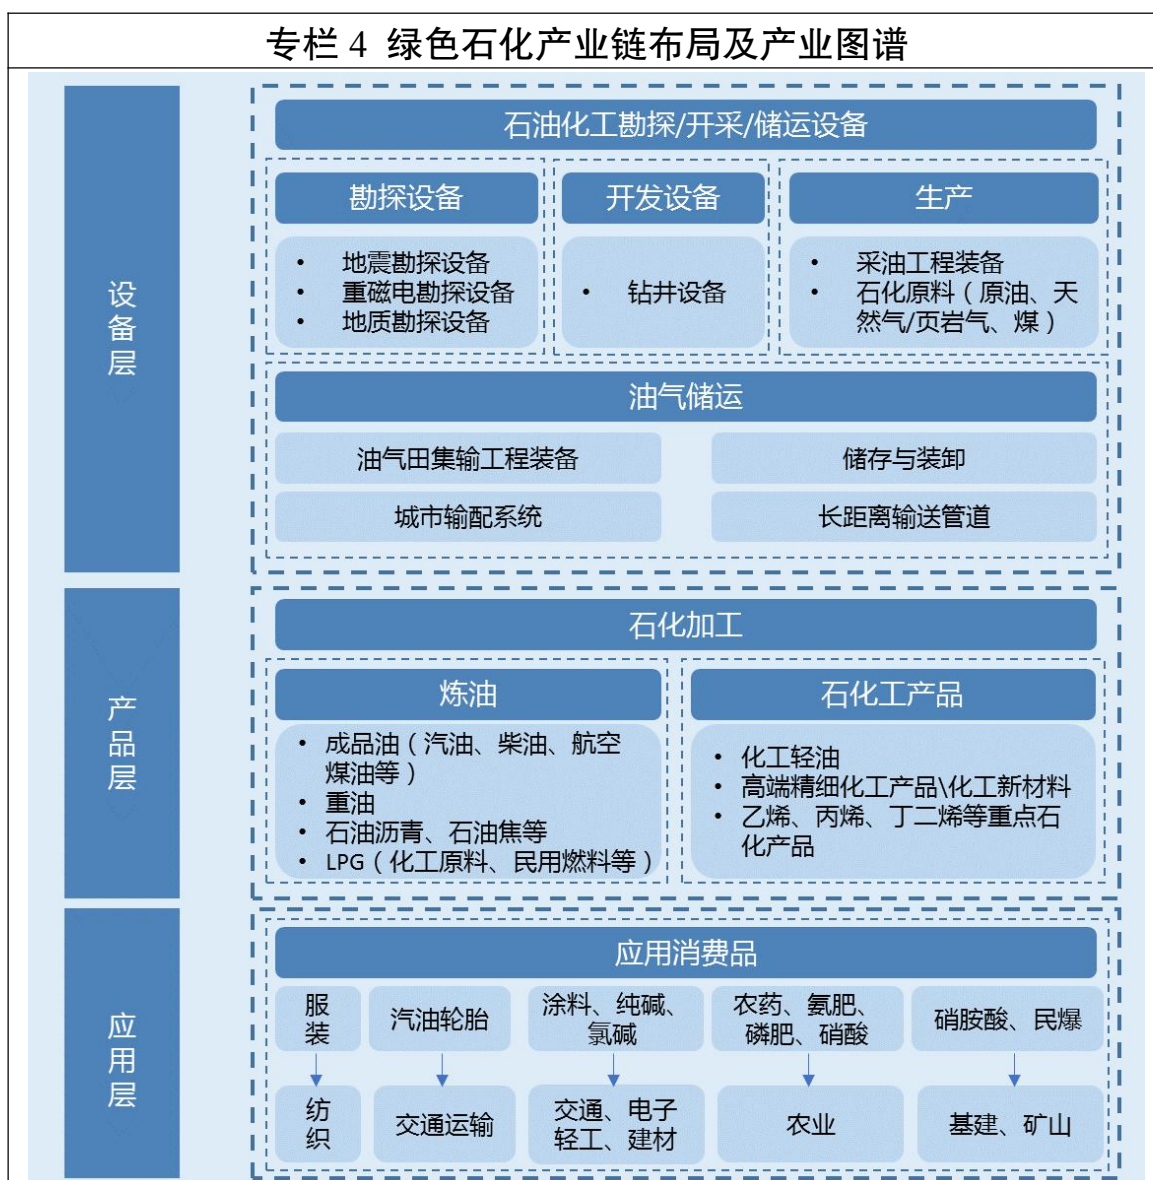 专栏 4 绿色石化产业链布局及产业图谱
设备层
石油化工勘探/开采/储运设备
勘探设备
• 地震勘探设备
• 重磁电勘探设备
• 地质勘探设备
开发设备
• 钻井设备
生产
• 采油工程装备
• 石化原料（原油、天
然气/页岩气、煤）
油气储运
油气田集输工程装备
储存与装卸
城市输配系统
长距离输送管道
产品层
石化加工
炼油
• 成品油（汽油、柴油、航空
煤油等）
• 重油
• 石油沥青、石油焦等
• LPG（化工原料、民用燃料等）
石化工产品
• 化工轻油
• 高端精细化工产品\化工新材料
• 乙烯、丙烯、丁二烯等重点石
化产品
应用层
应用消费品
服
装
汽油轮胎
涂料、纯碱、
氯碱
农药、氨肥、
磷肥、硝酸
硝胺酸、民爆
纺
织
交通运输
交通、电子
轻工、建材
农业
基建、矿山